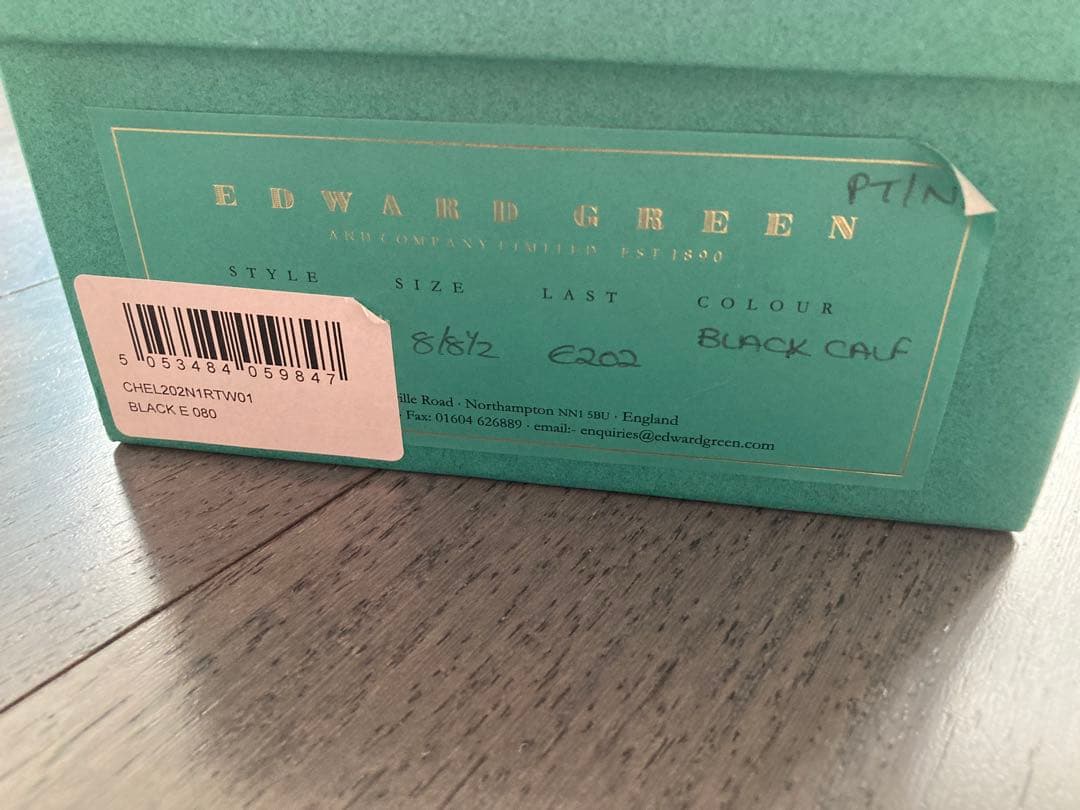 PT/N
EDWARD GREEN
AND COMPANY LIMITED EST 1890
STYLE SIZE LAST COLOUR
8/8½ E202 BLACK CALF
5 053484 059847
CHEL202N1RTW01
BLACK E 080
ille Road · Northampton NN1 5BU · England
· Fax: 01604 626889 · email:- enquiries@edwardgreen.com